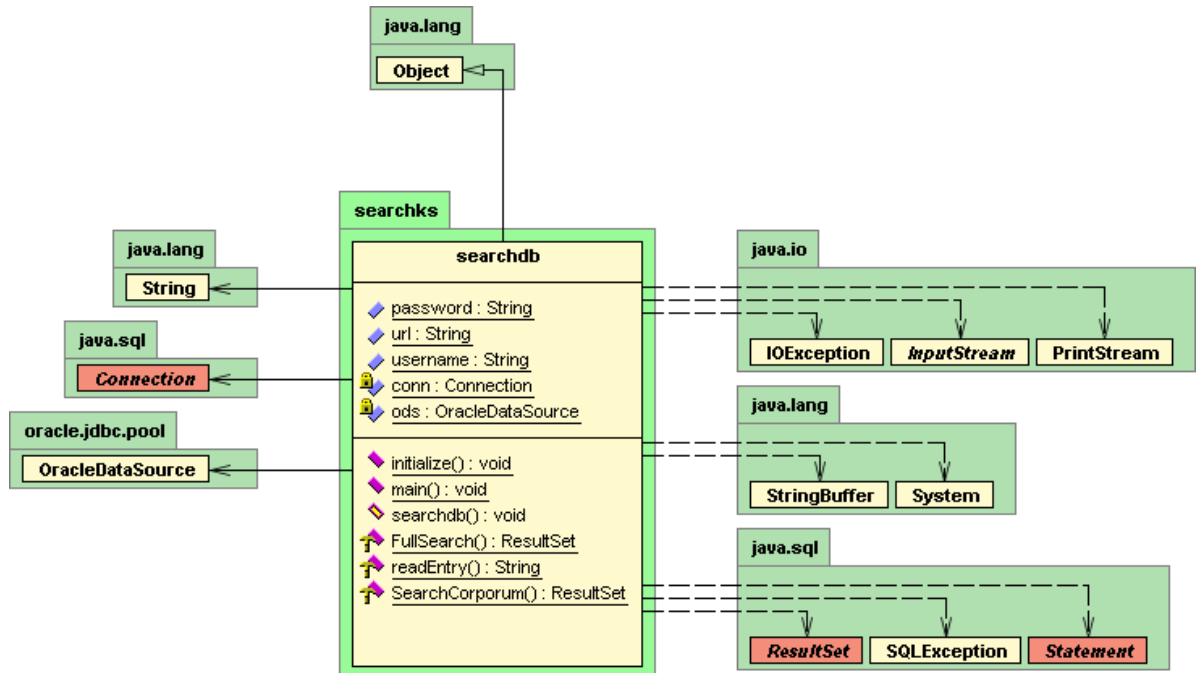 java.lang
Object
searchks
searchdb
password : String
url : String
username : String
conn : Connection
ods : OracleDataSource
initialize() : void
main() : void
searchdb() : void
FullSearch() : ResultSet
readEntry() : String
SearchCorporum() : ResultSet
java.lang
String
java.sql
Connection
oracle.jdbc.pool
OracleDataSource
java.io
IOException InputStream PrintStream
java.lang
StringBuffer System
java.sql
ResultSet SQLException Statement